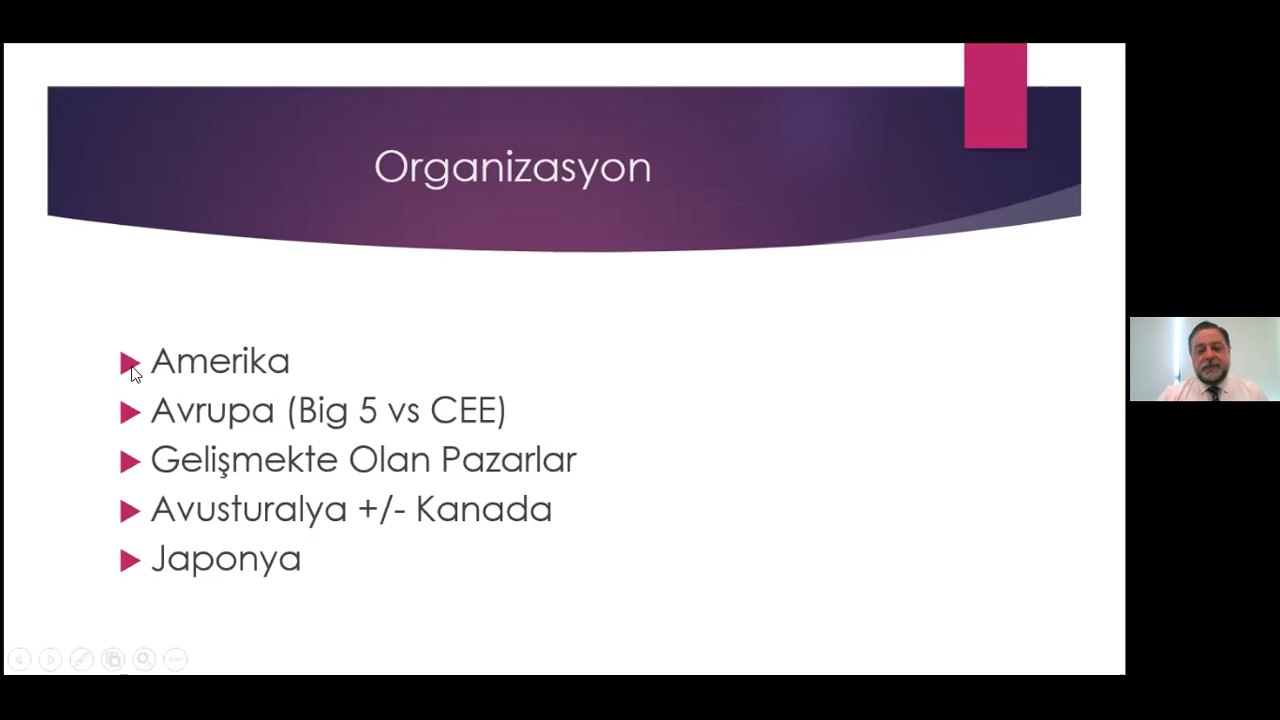 Organizasyon
Amerika
Avrupa (Big 5 vs CEE)
Gelişmekte Olan Pazarlar
Avusturalya +/- Kanada
Japonya